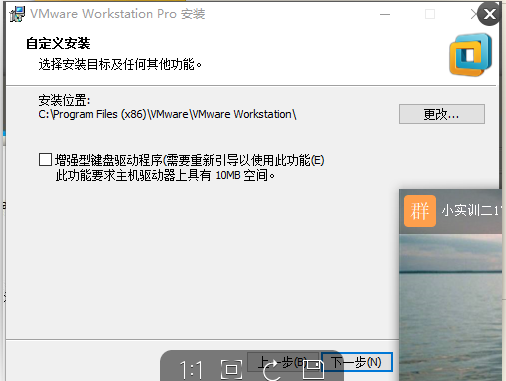 VMware Workstation Pro 安装
自定义安装
选择安装目标及任何其他功能。
安装位置:
C:\Program Files (x86)\VMware\VMware Workstation\
更改...
增强型键盘驱动程序(需要重新引导以使用此功能(E)
此功能要求主机驱动器上具有 10MB 空间。
群 小实训二1
上一步(B) 下一步(N)
1:1